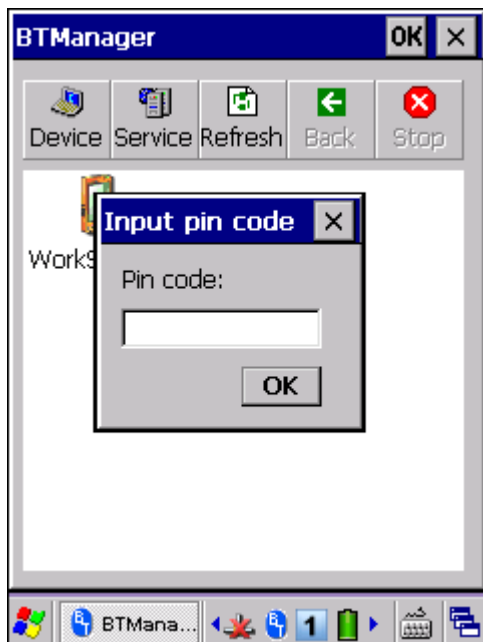 BTManager OK
Device Service Refresh Back Stop
Input pin code
Pin code:
OK
BTMana... 1